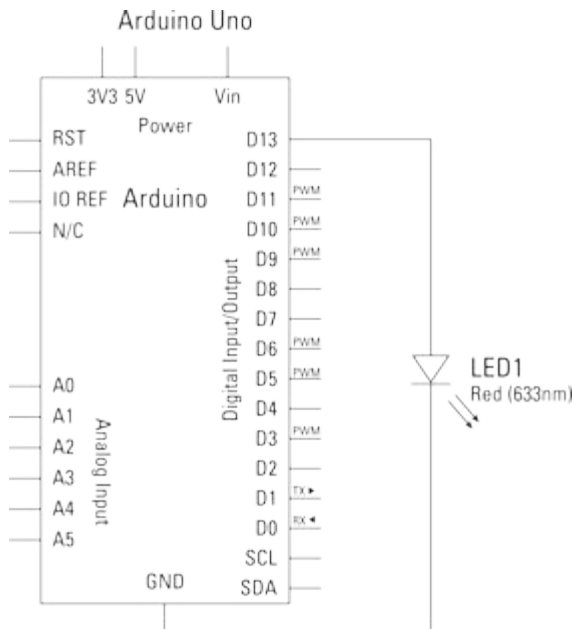 Arduino Uno
3V3 5V Vin
Power
RST
AREF
IO REF
N/C
Arduino
A0
A1
A2
A3
A4
A5
Analog Input
GND
Digital Input/Output
D13
D12
D11 PWM
D10 PWM
D9 PWM
D8
D7
D6 PWM
D5 PWM
D4
D3 PWM
D2
D1 TX ►
D0 RX ◄
SCL
SDA
LED1
Red (633nm)